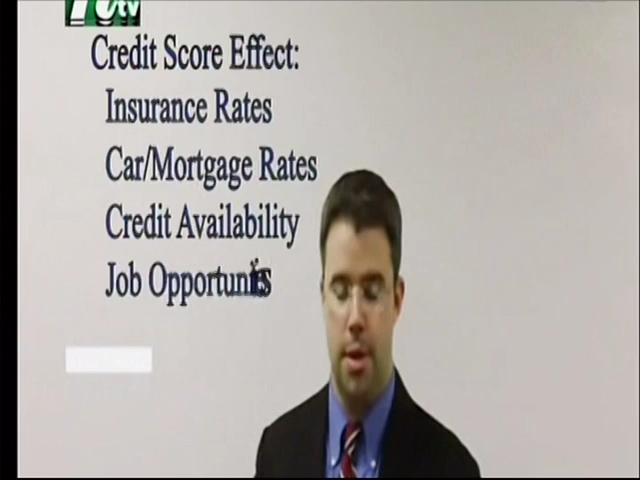 Credit Score Effect:
Insurance Rates
Car/Mortgage Rates
Credit Availability
Job